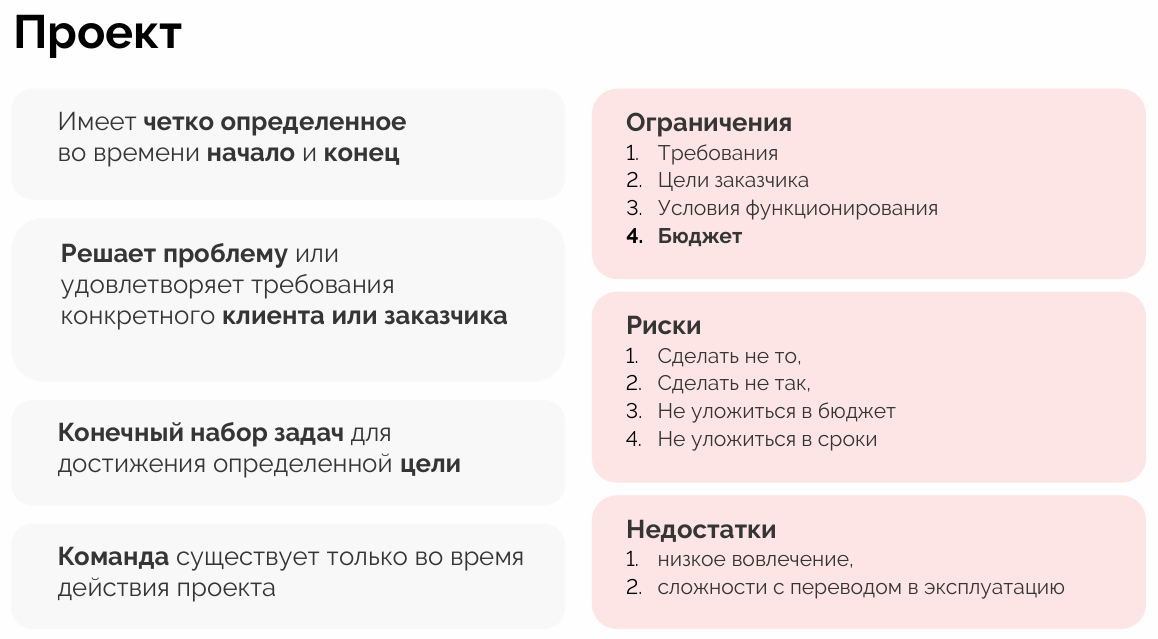 Проект
Имеет четко определенное
во времени начало и конец
Решает проблему или
удовлетворяет требования
конкретного клиента или заказчика
Конечный набор задач для
достижения определенной цели
Команда существует только во время
действия проекта
Ограничения
1. Требования
2. Цели заказчика
3. Условия функционирования
4. Бюджет
Риски
1. Сделать не то,
2. Сделать не так,
3. Не уложиться в бюджет
4. Не уложиться в сроки
Недостатки
1. низкое вовлечение,
2. сложности с переводом в эксплуатацию